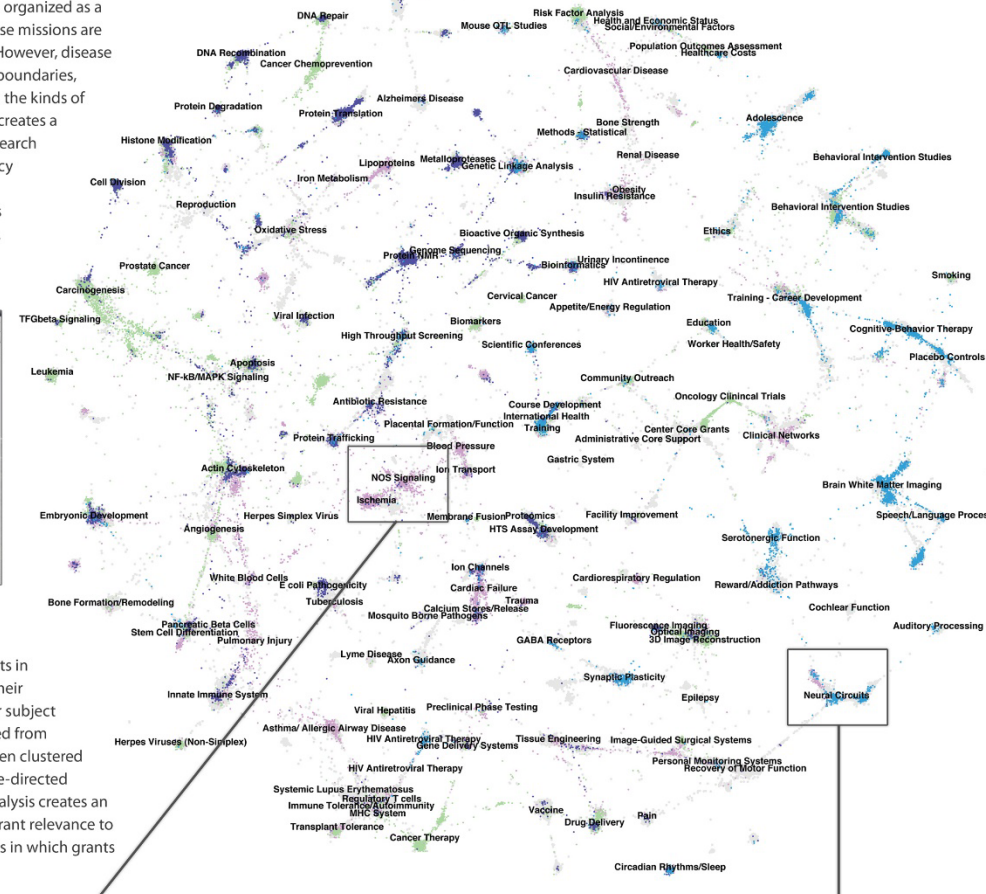 organized as a
se missions are
However, disease
boundaries,
the kinds of
creates a
earch
cy
ts in
heir
r subject
ed from
en clustered
e-directed
alysis creates an
rant relevance to
s in which grants
DNA Repair
Mouse QTL Studies
Risk Factor Analysis
Health and Economic Status
Social/Environmental Factors
Population Outcomes Assessment
Healthcare Costs
DNA Recombination
Cancer Chemoprevention
Cardiovascular Disease
Alzheimers Disease
Protein Degradation
Protein Translation
Bone Strength
Adolescence
Methods - Statistical
Histone Modification
Renal Disease
Behavioral Intervention Studies
Lipoproteins
Metalloproteases
Genetic Linkage Analysis
Iron Metabolism
Cell Division
Obesity
Insulin Resistance
Reproduction
Behavioral Intervention Studies
Oxidative Stress
Bioactive Organic Synthesis
Ethics
Genome Sequencing
Protein NMR
Urinary Incontinence
Bioinformatics
Prostate Cancer
Smoking
HIV Antiretroviral Therapy
Carcinogenesis
Cervical Cancer
Training - Career Development
Appetite/Energy Regulation
TFGbeta Signaling
Viral Infection
Biomarkers
Education
Cognitive-Behavior Therapy
High Throughput Screening
Scientific Conferences
Worker Health/Safety
Placebo Controls
Apoptosis
Leukemia
NF-kB/MAPK Signaling
Community Outreach
Oncology Clinincal Trials
Antibiotic Resistance
Course Development
International Health
Training
Placental Formation/Function
Center Core Grants
Administrative Core Support
Clinical Networks
Protein Trafficking
Blood Pressure
Gastric System
Actin Cytoskeleton
Ion Transport
NOS Signaling
Brain White Matter Imaging
Ischemia
Embryonic Development
Herpes Simplex Virus
Membrane Fusion
Proteomics
Facility Improvement
Speech/Language Proces
Angiogenesis
HTS Assay Development
Serotonergic Function
Ion Channels
White Blood Cells
E coli Pathogenicity
Cardiac Failure
Cardiorespiratory Regulation
Reward/Addiction Pathways
Bone Formation/Remodeling
Tuberculosis
Trauma
Calcium Stores/Release
Cochlear Function
Mosquito Borne Pathogens
Pancreatic Beta Cells
Stem Cell Differentiation
Fluorescence Imaging
Optical Imaging
3D Image Reconstruction
Auditory Processing
Pulmonary Injury
GABA Receptors
Lyme Disease
Axon Guidance
Synaptic Plasticity
Innate Immune System
Epilepsy
Neural Circuits
Viral Hepatitis
Preclinical Phase Testing
Asthma/ Allergic Airway Disease
Herpes Viruses (Non-Simplex)
HIV Antiretroviral Therapy
Gene Delivery Systems
Tissue Engineering
Image-Guided Surgical Systems
Personal Monitoring Systems
Recovery of Motor Function
HIV Antiretroviral Therapy
Systemic Lupus Erythematosus
Regulatory T cells
Immune Tolerance/Autoimmunity
MHC System
Transplant Tolerance
Vaccine
Drug Delivery
Pain
Cancer Therapy
Circadian Rhythms/Sleep